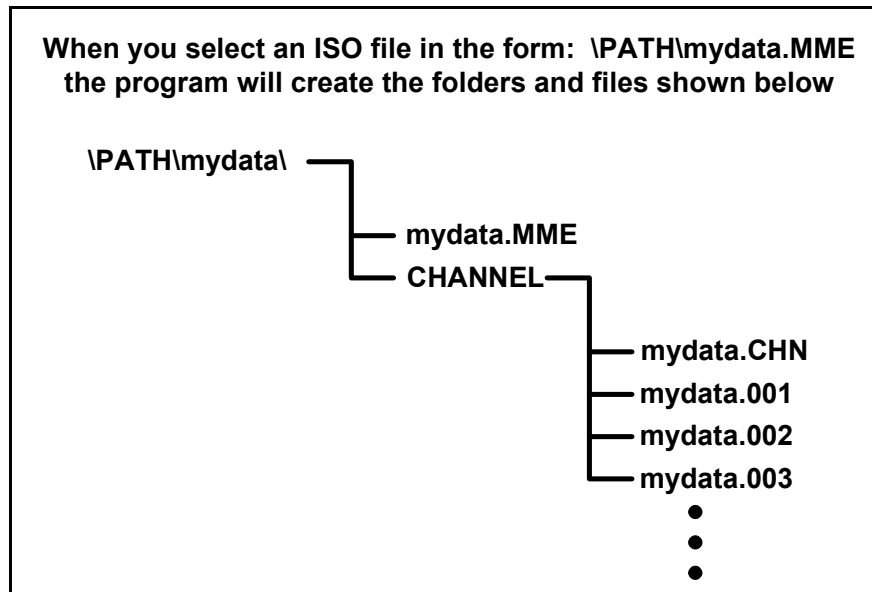 When you select an ISO file in the form: \PATH\mydata.MME
the program will create the folders and files shown below
\PATH\mydata\
mydata.MME
CHANNEL
mydata.CHN
mydata.001
mydata.002
mydata.003